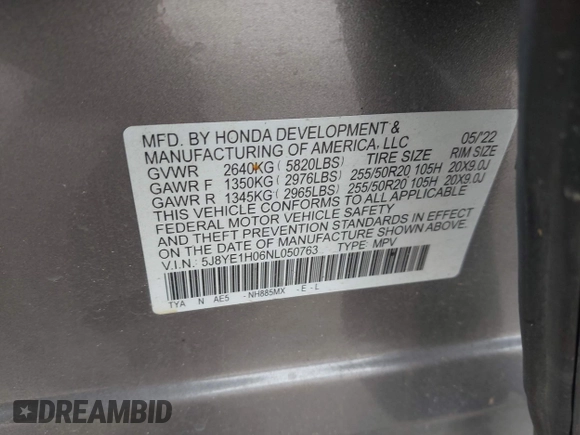 MFD. BY HONDA DEVELOPMENT &
MANUFACTURING OF AMERICA, LLC 05/'22
GVWR 2640KG ( 5820LBS) TIRE SIZE RIM SIZE
GAWR F 1350KG ( 2976LBS) 255/50R20 105H 20X9.0J
GAWR R 1345KG ( 2965LBS) 255/50R20 105H 20X9.0J
THIS VEHICLE CONFORMS TO ALL APPLICABLE
FEDERAL MOTOR VEHICLE SAFETY
AND THEFT PREVENTION STANDARDS IN EFFECT
ON THE DATE OF MANUFACTURE SHOWN ABOVE.
V.I.N.: 5J8YE1H06NL050763 TYPE: MPV
TYA N AE5 -NH885MX -E - L
DREAMBID